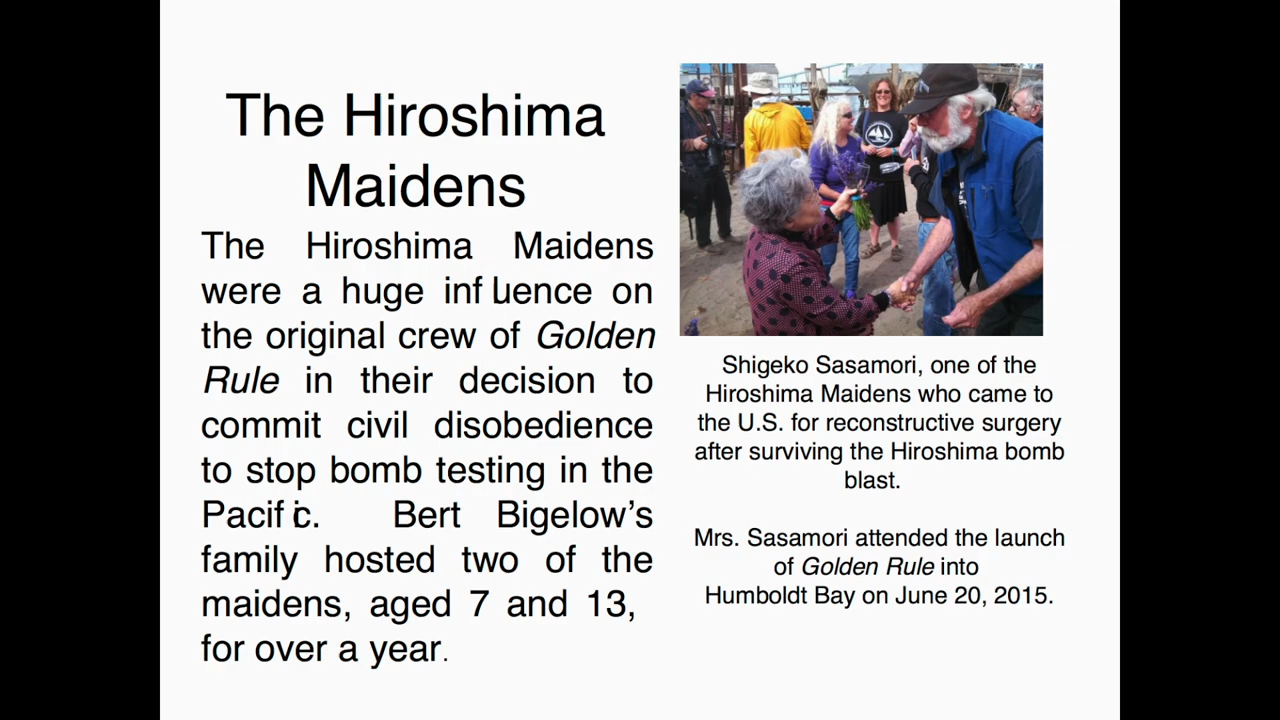 The Hiroshima
Maidens
The Hiroshima Maidens
were a huge influence on
the original crew of Golden
Rule in their decision to
commit civil disobedience
to stop bomb testing in the
Pacific. Bert Bigelow’s
family hosted two of the
maidens, aged 7 and 13,
for over a year.
Shigeko Sasamori, one of the
Hiroshima Maidens who came to
the U.S. for reconstructive surgery
after surviving the Hiroshima bomb
blast.
Mrs. Sasamori attended the launch
of Golden Rule into
Humboldt Bay on June 20, 2015.